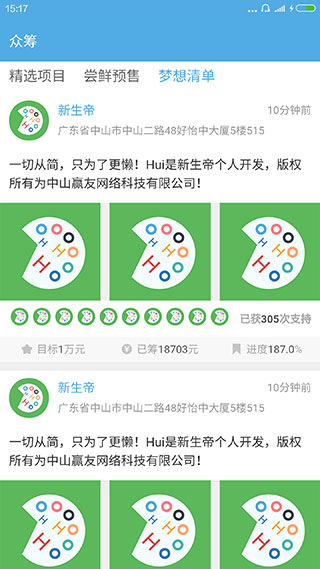 15:17
众筹
精选项目 尝鲜预售 梦想清单
新生帝 10分钟前
广东省中山市中山二路48好怡中大厦5楼515
一切从简，只为了更懒！Hui是新生帝个人开发，版权
所有为中山赢友网络科技有限公司！
H O O O O H H H
H O O O O H H H
H O O O O H H H
已获305次支持
目标1万元 已筹18703元 进度187.0%
新生帝 10分钟前
广东省中山市中山二路48好怡中大厦5楼515
一切从简，只为了更懒！Hui是新生帝个人开发，版权
所有为中山赢友网络科技有限公司！